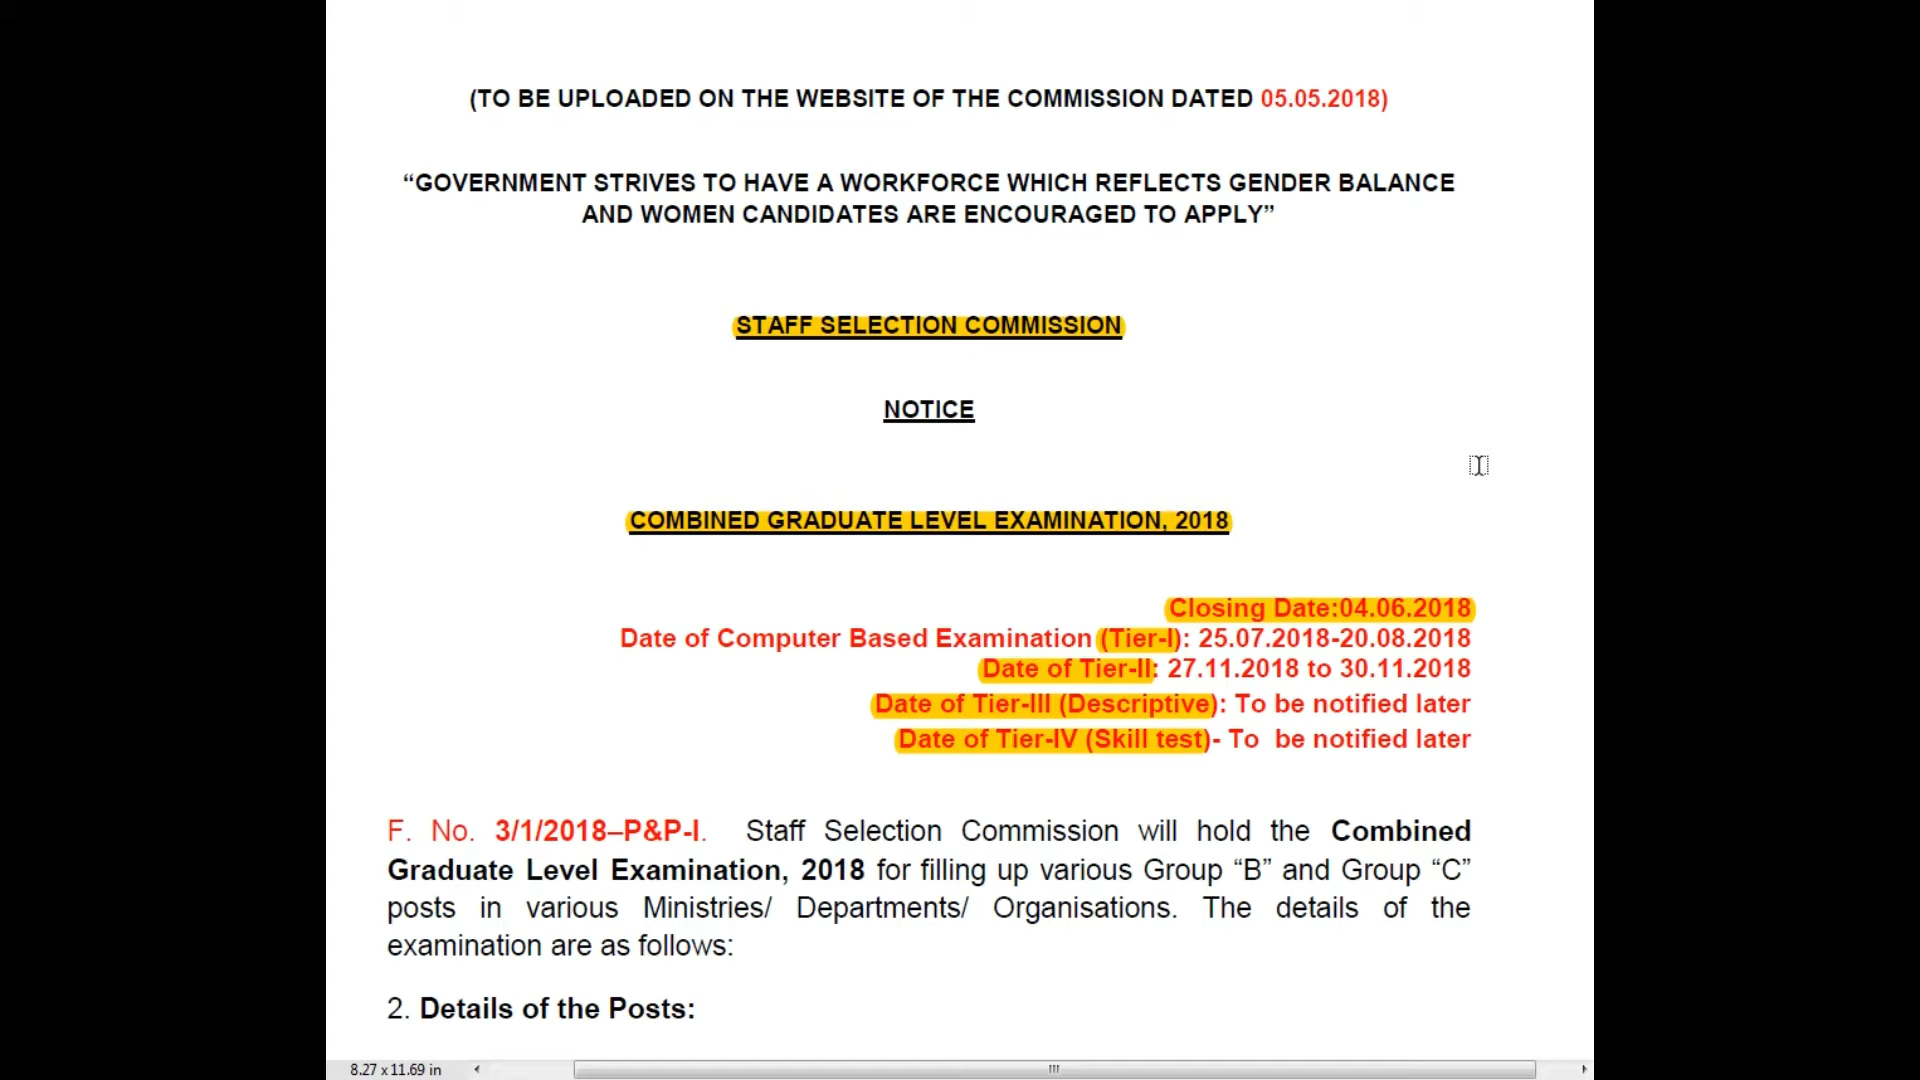 (TO BE UPLOADED ON THE WEBSITE OF THE COMMISSION DATED 05.05.2018)
“GOVERNMENT STRIVES TO HAVE A WORKFORCE WHICH REFLECTS GENDER BALANCE
AND WOMEN CANDIDATES ARE ENCOURAGED TO APPLY”
STAFF SELECTION COMMISSION
NOTICE
COMBINED GRADUATE LEVEL EXAMINATION, 2018
Closing Date:04.06.2018
Date of Computer Based Examination (Tier-I): 25.07.2018-20.08.2018
Date of Tier-II: 27.11.2018 to 30.11.2018
Date of Tier-III (Descriptive): To be notified later
Date of Tier-IV (Skill test)- To be notified later
F. No. 3/1/2018–P&P-I. Staff Selection Commission will hold the Combined
Graduate Level Examination, 2018 for filling up various Group “B” and Group “C”
posts in various Ministries/ Departments/ Organisations. The details of the
examination are as follows:
2. Details of the Posts:
8.27 x 11.69 in